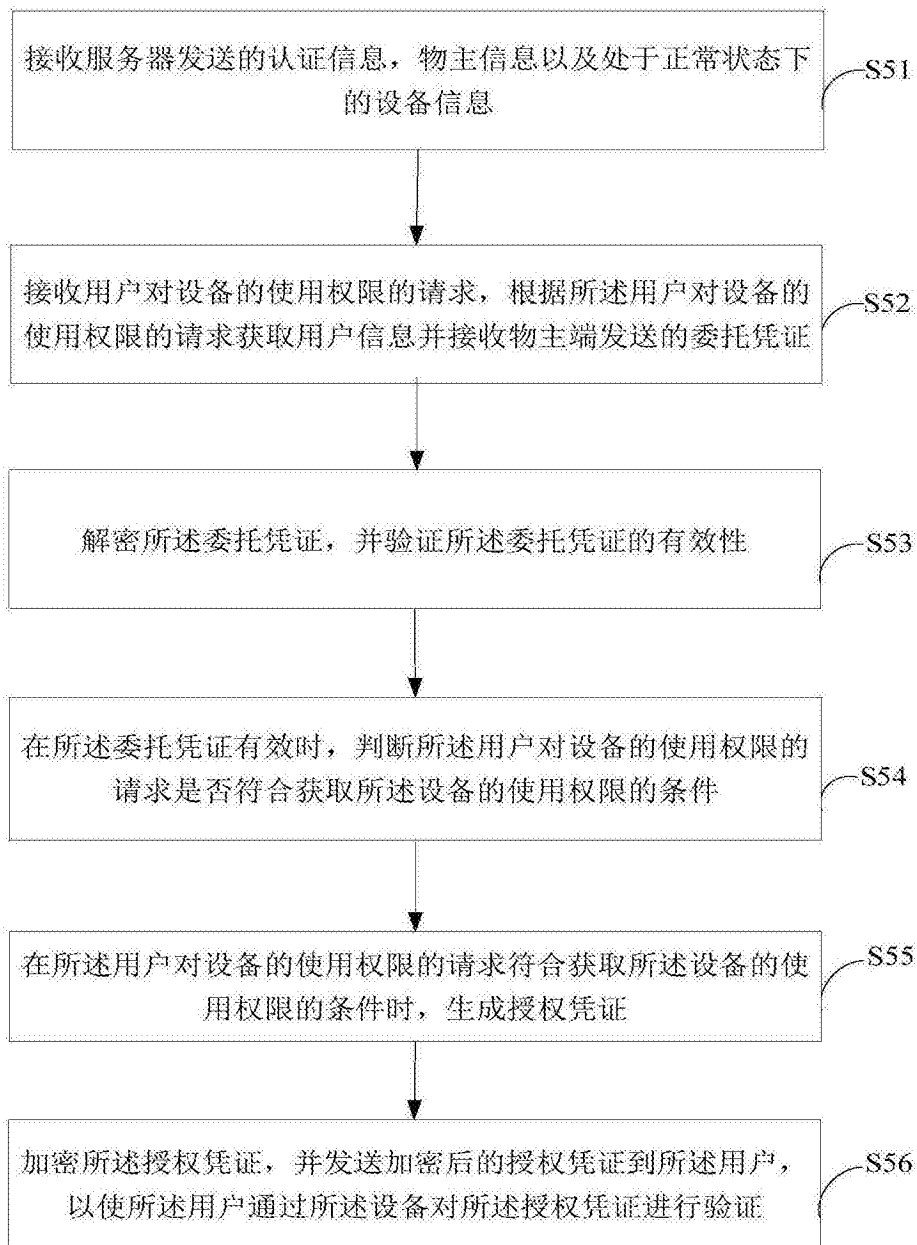 接收服务器发送的认证信息，物主信息以及处于正常状态下
的设备信息
S51
接收用户对设备的使用权限的请求，根据所述用户对设备的
使用权限的请求获取用户信息并接收物主端发送的委托凭证
S52
解密所述委托凭证，并验证所述委托凭证的有效性
S53
在所述委托凭证有效时，判断所述用户对设备的使用权限的
请求是否符合获取所述设备的使用权限的条件
S54
在所述用户对设备的使用权限的请求符合获取所述设备的使
用权限的条件时，生成授权凭证
S55
加密所述授权凭证，并发送加密后的授权凭证到所述用户，
以使所述用户通过所述设备对所述授权凭证进行验证
S56